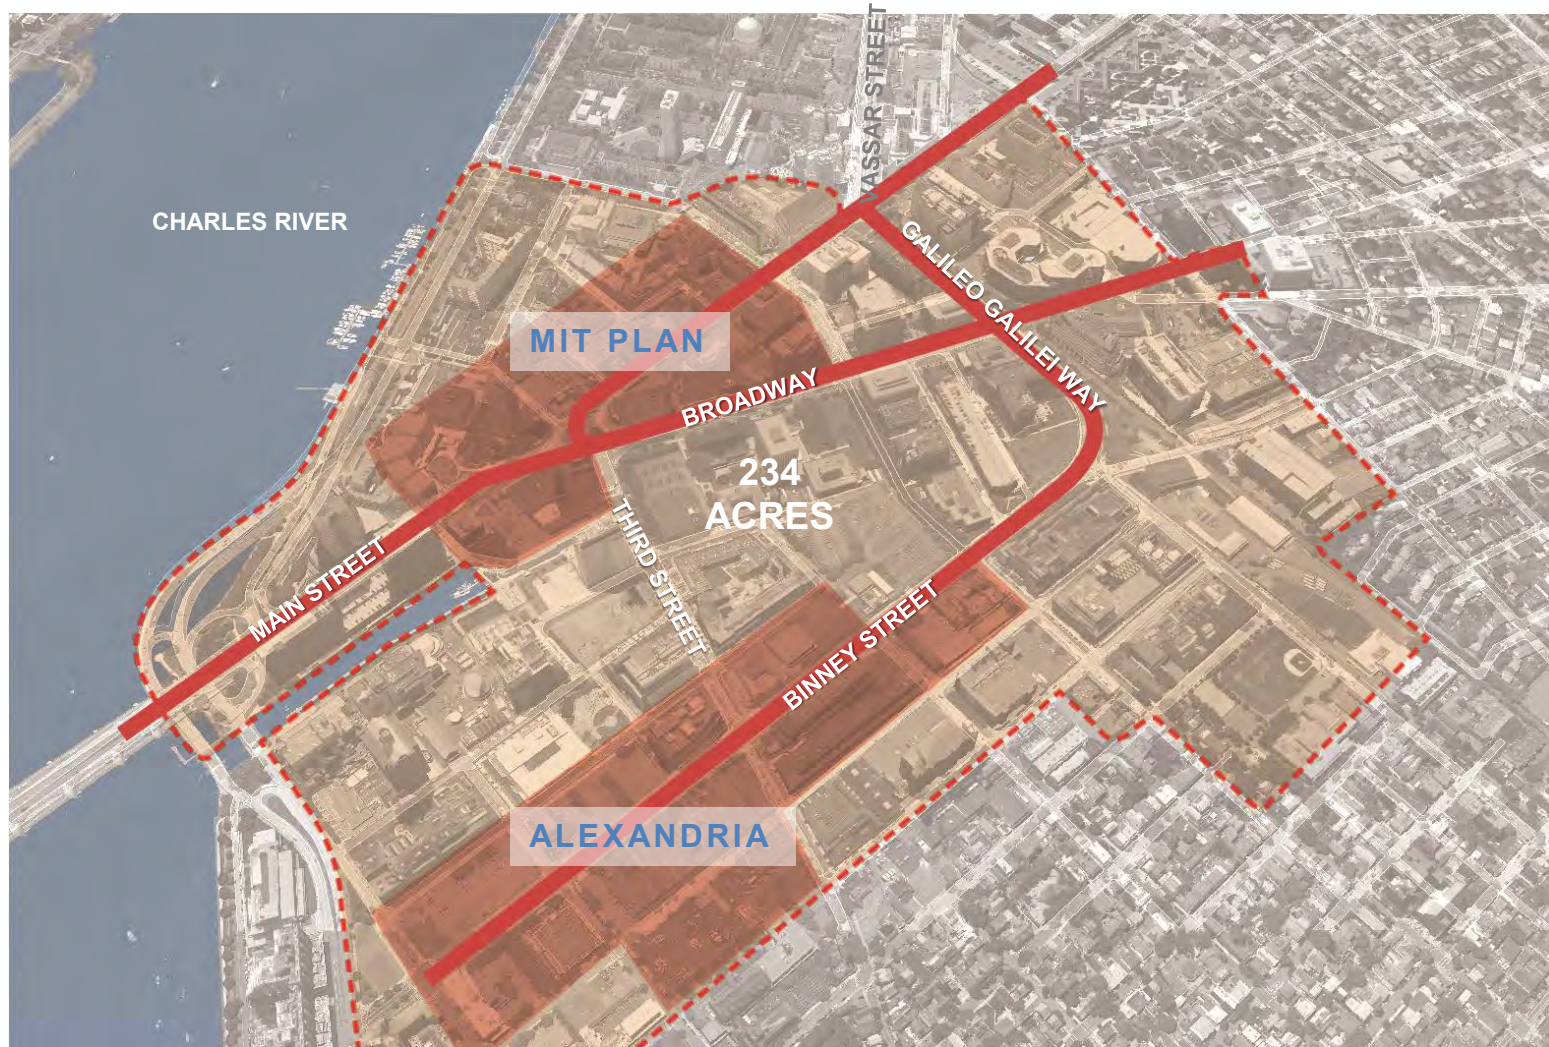 VASSAR STREET
CHARLES RIVER
GALILEO GALILEI WAY
MIT PLAN
BROADWAY
234
ACRES
THIRD STREET
MAIN STREET
BINNEY STREET
ALEXANDRIA